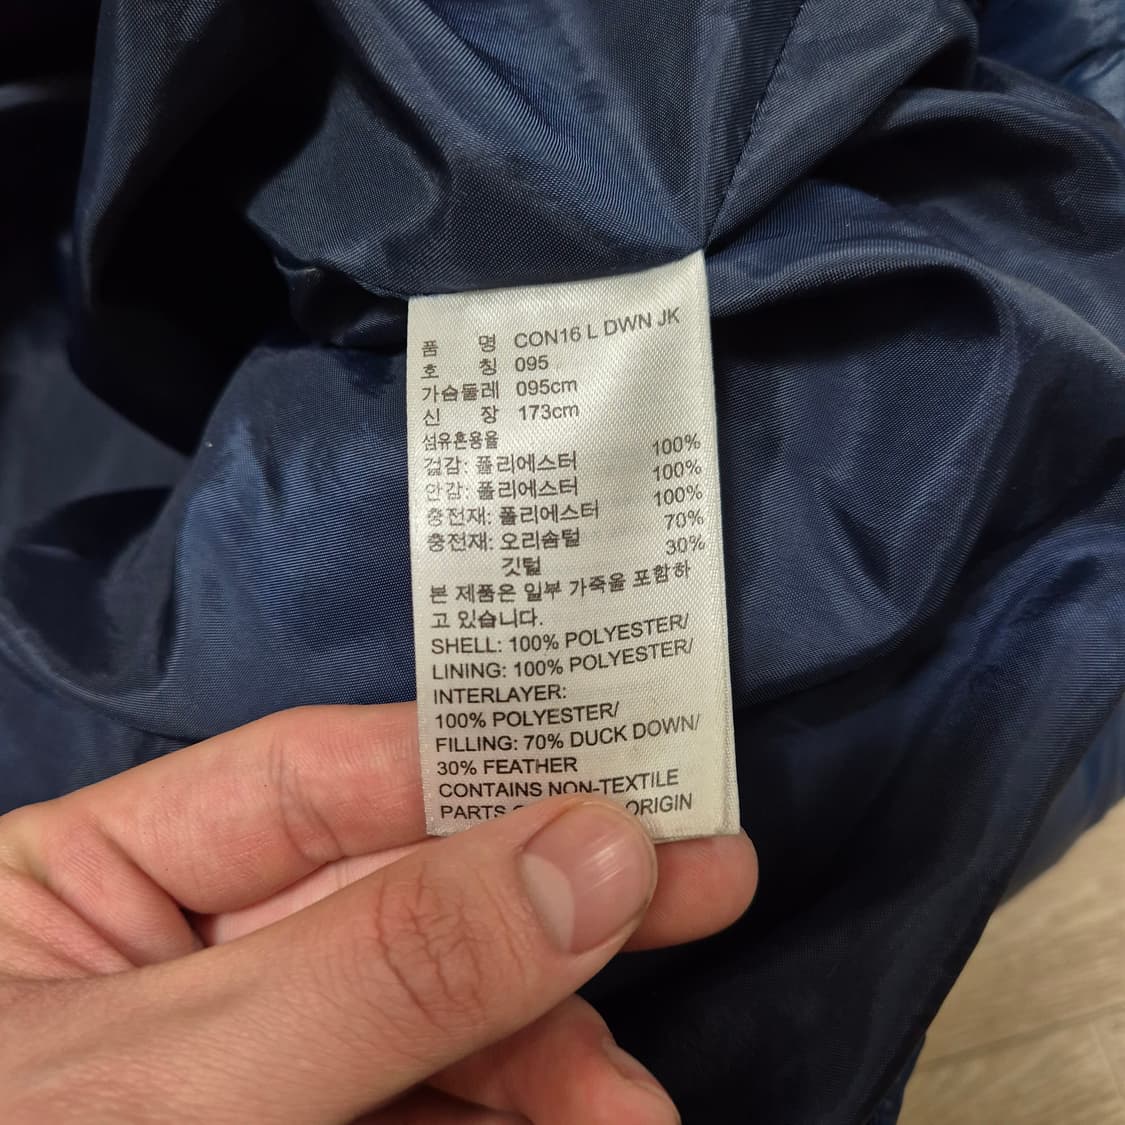 품 명 CON16 L DWN JK
호 칭 095
가슴둘레 095cm
신 장 173cm
섬유혼용율
겉감: 폴리에스터 100%
안감: 폴리에스터 100%
충전재: 폴리에스터 100%
충전재: 오리솜털 70%
깃털 30%
본 제품은 일부 가죽을 포함하
고 있습니다.
SHELL: 100% POLYESTER/
LINING: 100% POLYESTER/
INTERLAYER:
100% POLYESTER/
FILLING: 70% DUCK DOWN/
30% FEATHER
CONTAINS NON-TEXTILE
PARTS ORIGIN